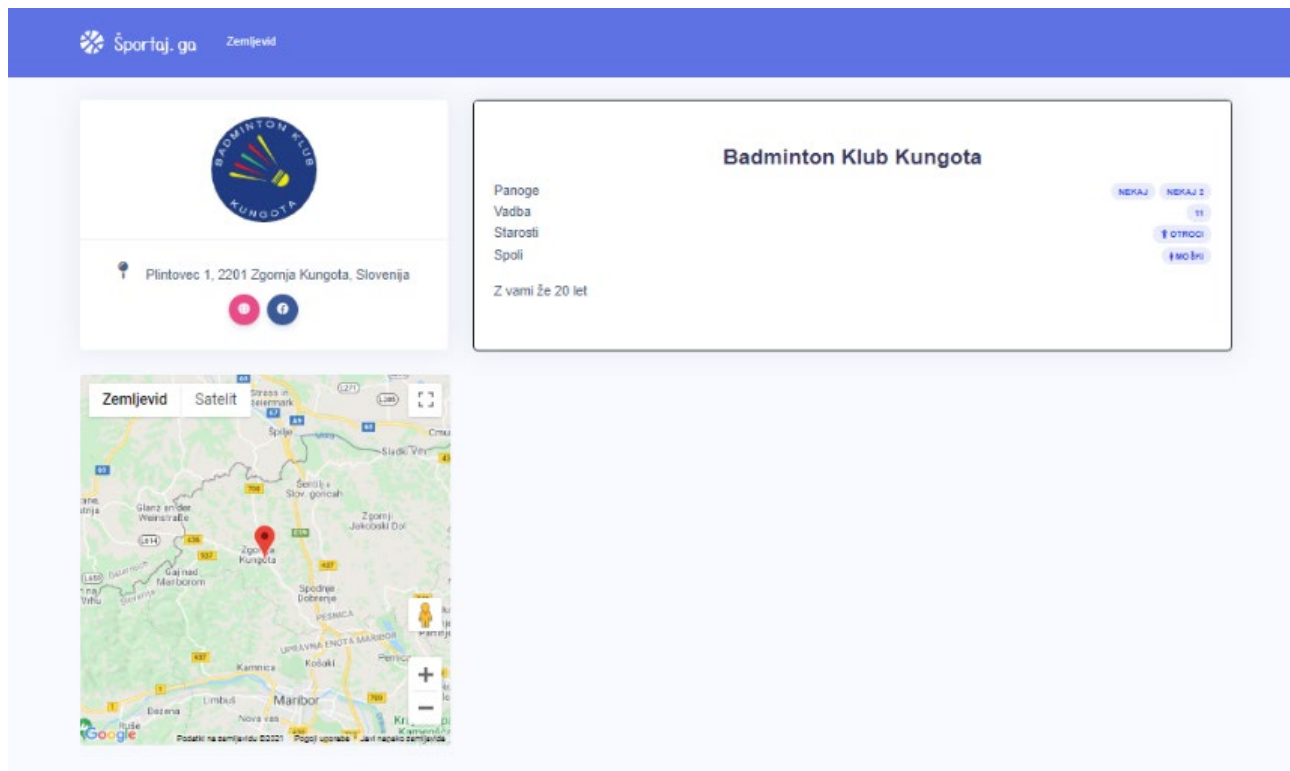 Športaj.ga
Zemljevid
BADMINTON KLUB
KUNGOTA
Plintovec 1, 2201 Zgornja Kungota, Slovenija
Badminton Klub Kungota
Panoge
NEKAJ NEKAJ 2
Vadba
11
Starosti
OTROCI
Spoli
MOŠKI
Z vami že 20 let
Zemljevid Satelit
Strass in
Steiermark
Spilje
Sladki Vrh
Šentilj v
Slov. goricah
Glanz an der
Weinstraße
Zgornji
Jakobski Dol
Zgornja
Kungota
Gaj nad
Mariborom
Spodnje
Dobrenje
PESNICA
UPRAVNA ENOTA MARIBOR
Kamnica
Košaki
Limbuš
Maribor
Bezena
Nova vas
Ruše
Google
Podatki na zemljevidu ©2021 Pogoji uporabe Javi napako zemljevida